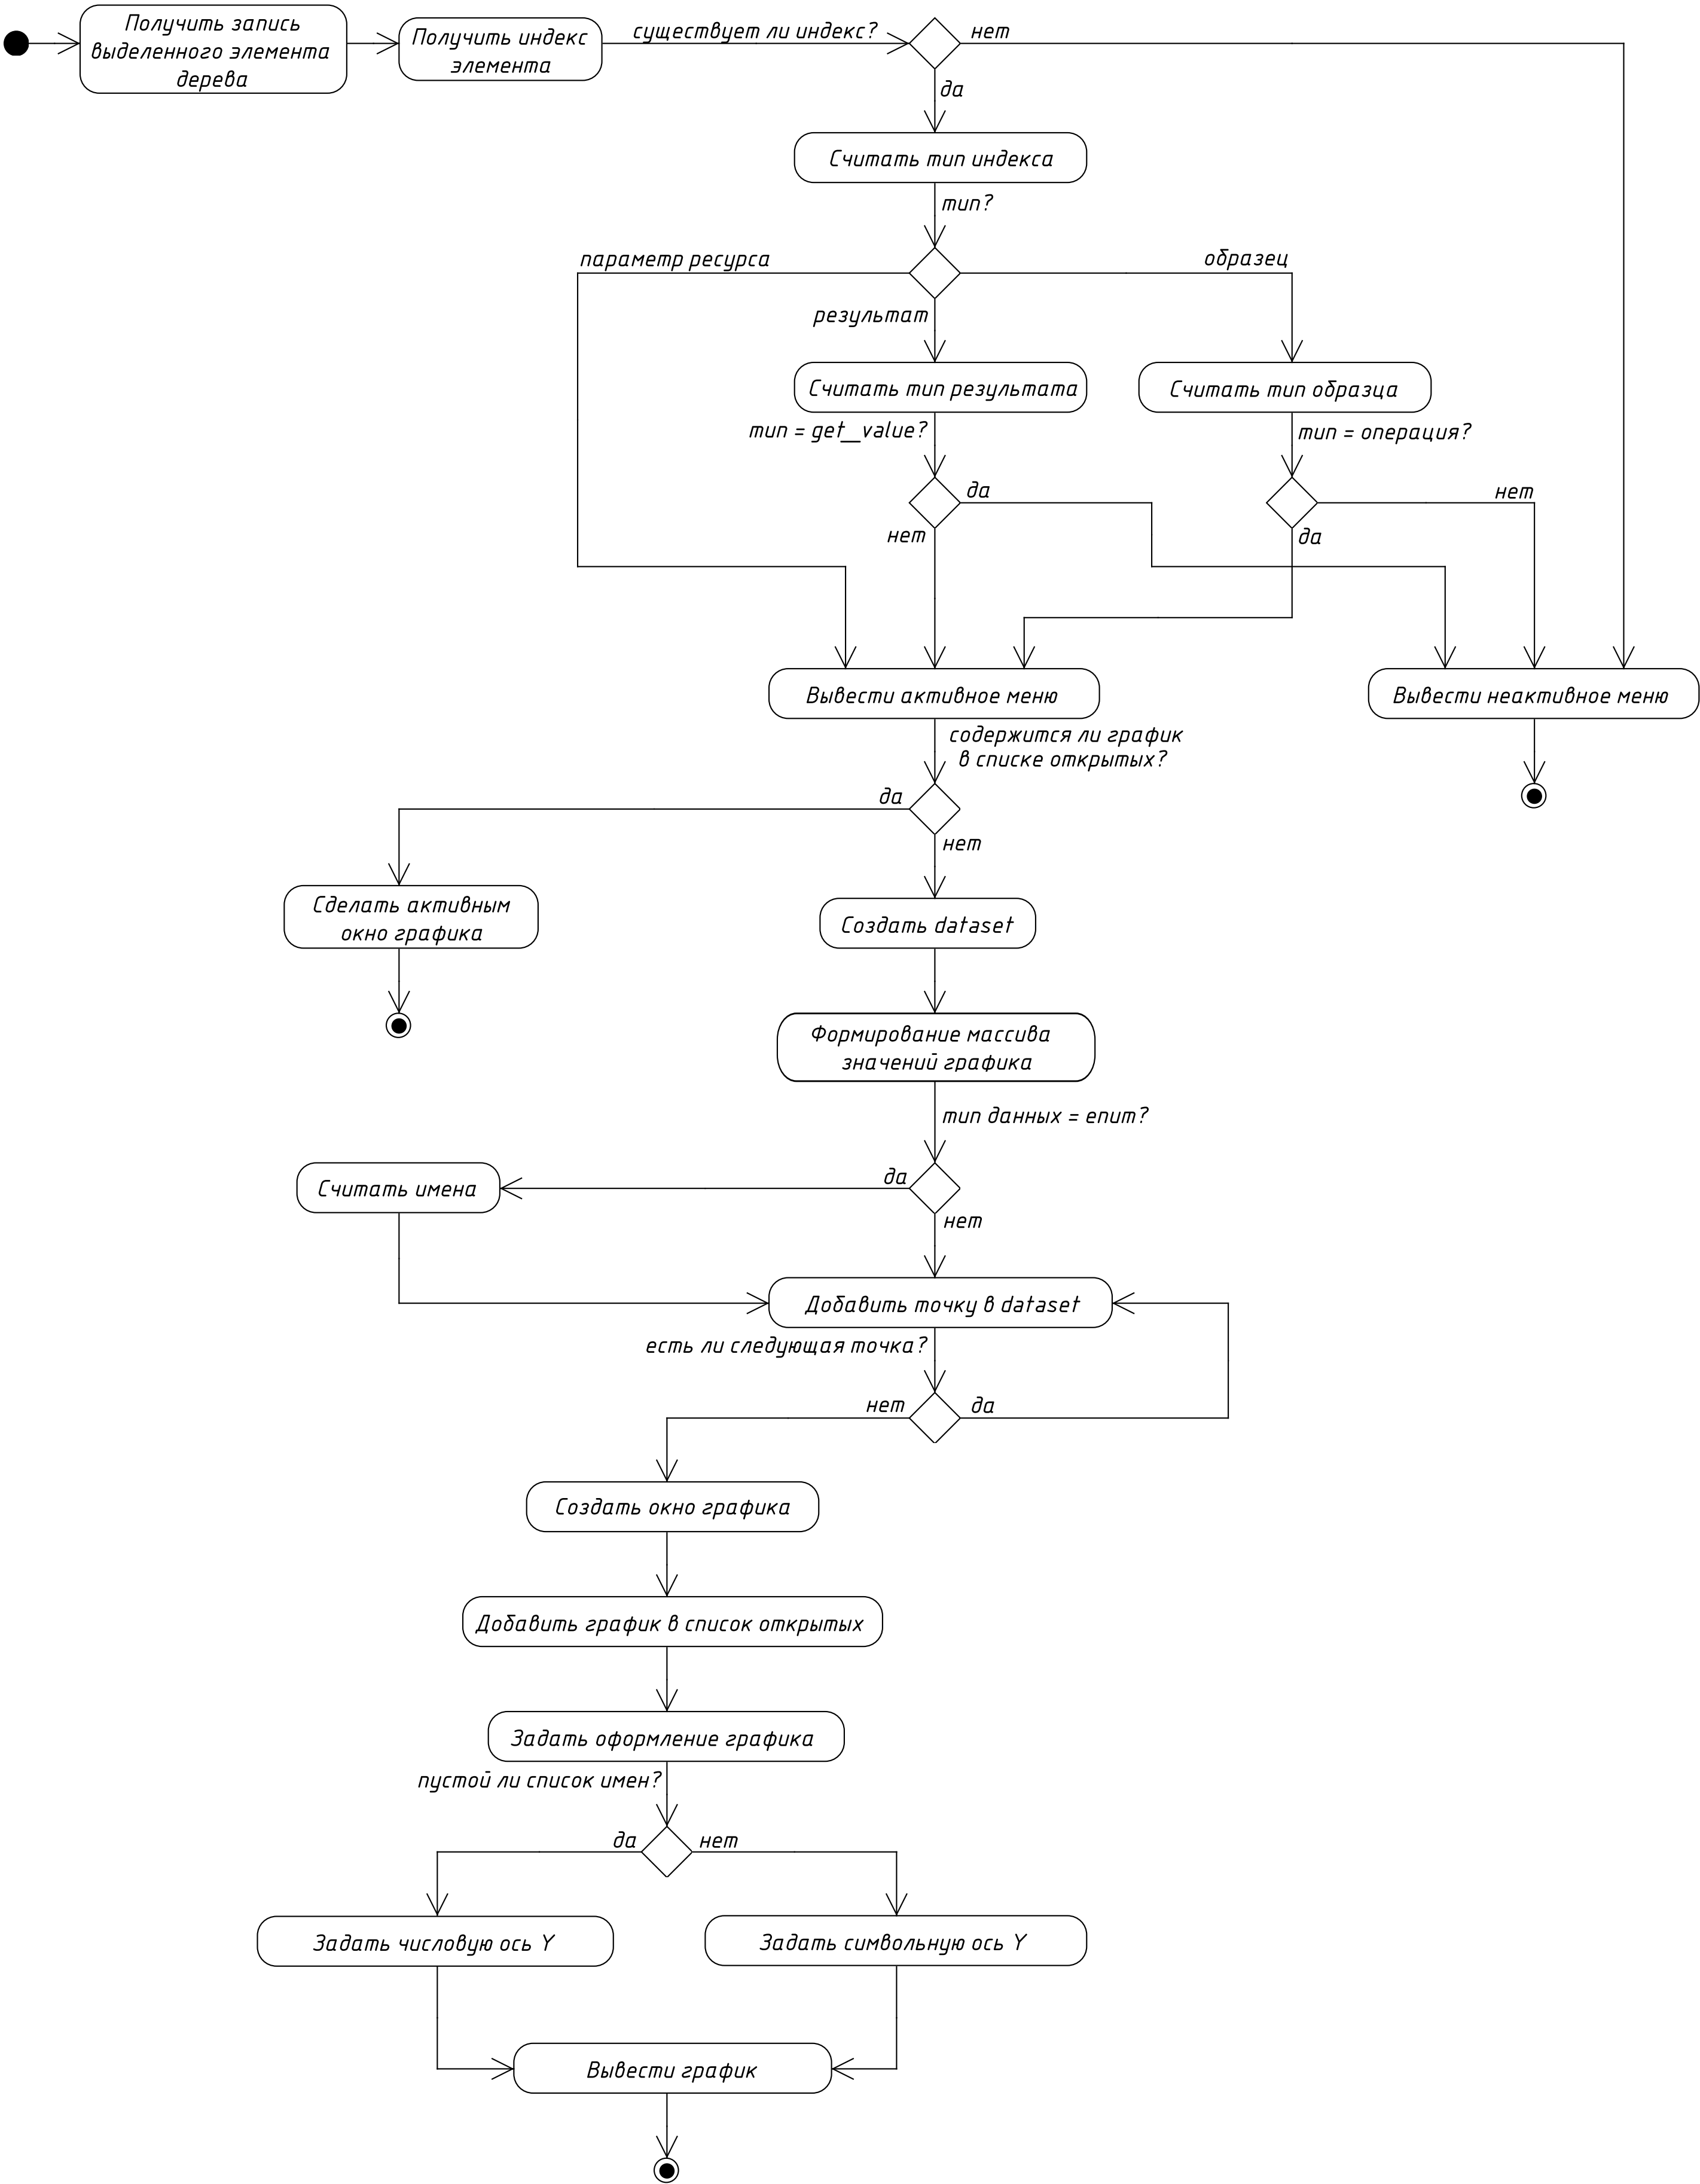 Получить запись
выделенного элемента
дерева
Получить индекс
элемента
существует ли индекс?
нет
да
Считать тип индекса
тип?
параметр ресурса
образец
результат
Считать тип результата
Считать тип образца
тип = get_value?
тип = операция?
да
нет
нет
да
Вывести активное меню
Вывести неактивное меню
содержится ли график
в списке открытых?
да
нет
Сделать активным
окно графика
Создать dataset
Формирование массива
значений графика
тип данных = enum?
да
Считать имена
нет
Добавить точку в dataset
есть ли следующая точка?
нет
да
Создать окно графика
Добавить график в список открытых
Задать оформление графика
пустой ли список имен?
да
нет
Задать числовую ось Y
Задать символьную ось Y
Вывести график